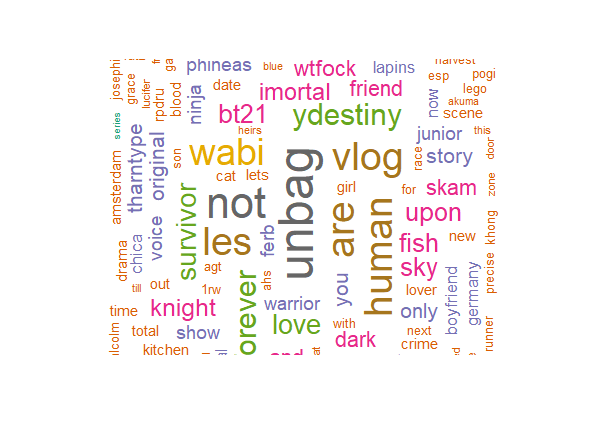 josephi
grace
lucifer
fr
rpdru
ga
blood
phineas
ninja
date
blue
wtfock
imortal
bt21
heirs
lapins
friend
ydestiny
harvest
esp
pogi
lego
now
akuma
scene
series
amsterdam
tharntype
original
son
wabi
cat
lets
unbag
vlog
junior
this
race
story
door
zone
drama
chica
voice
survivor
not
les
ferb
girl
are
human
for
skam
upon
fish
new
khong
precise
till
out
agt
1rw
ahs
you
sky
lover
boyfriend
germany
time
knight
orever
warrior
love
with
only
next
runner
total
show
dark
crime
kitchen